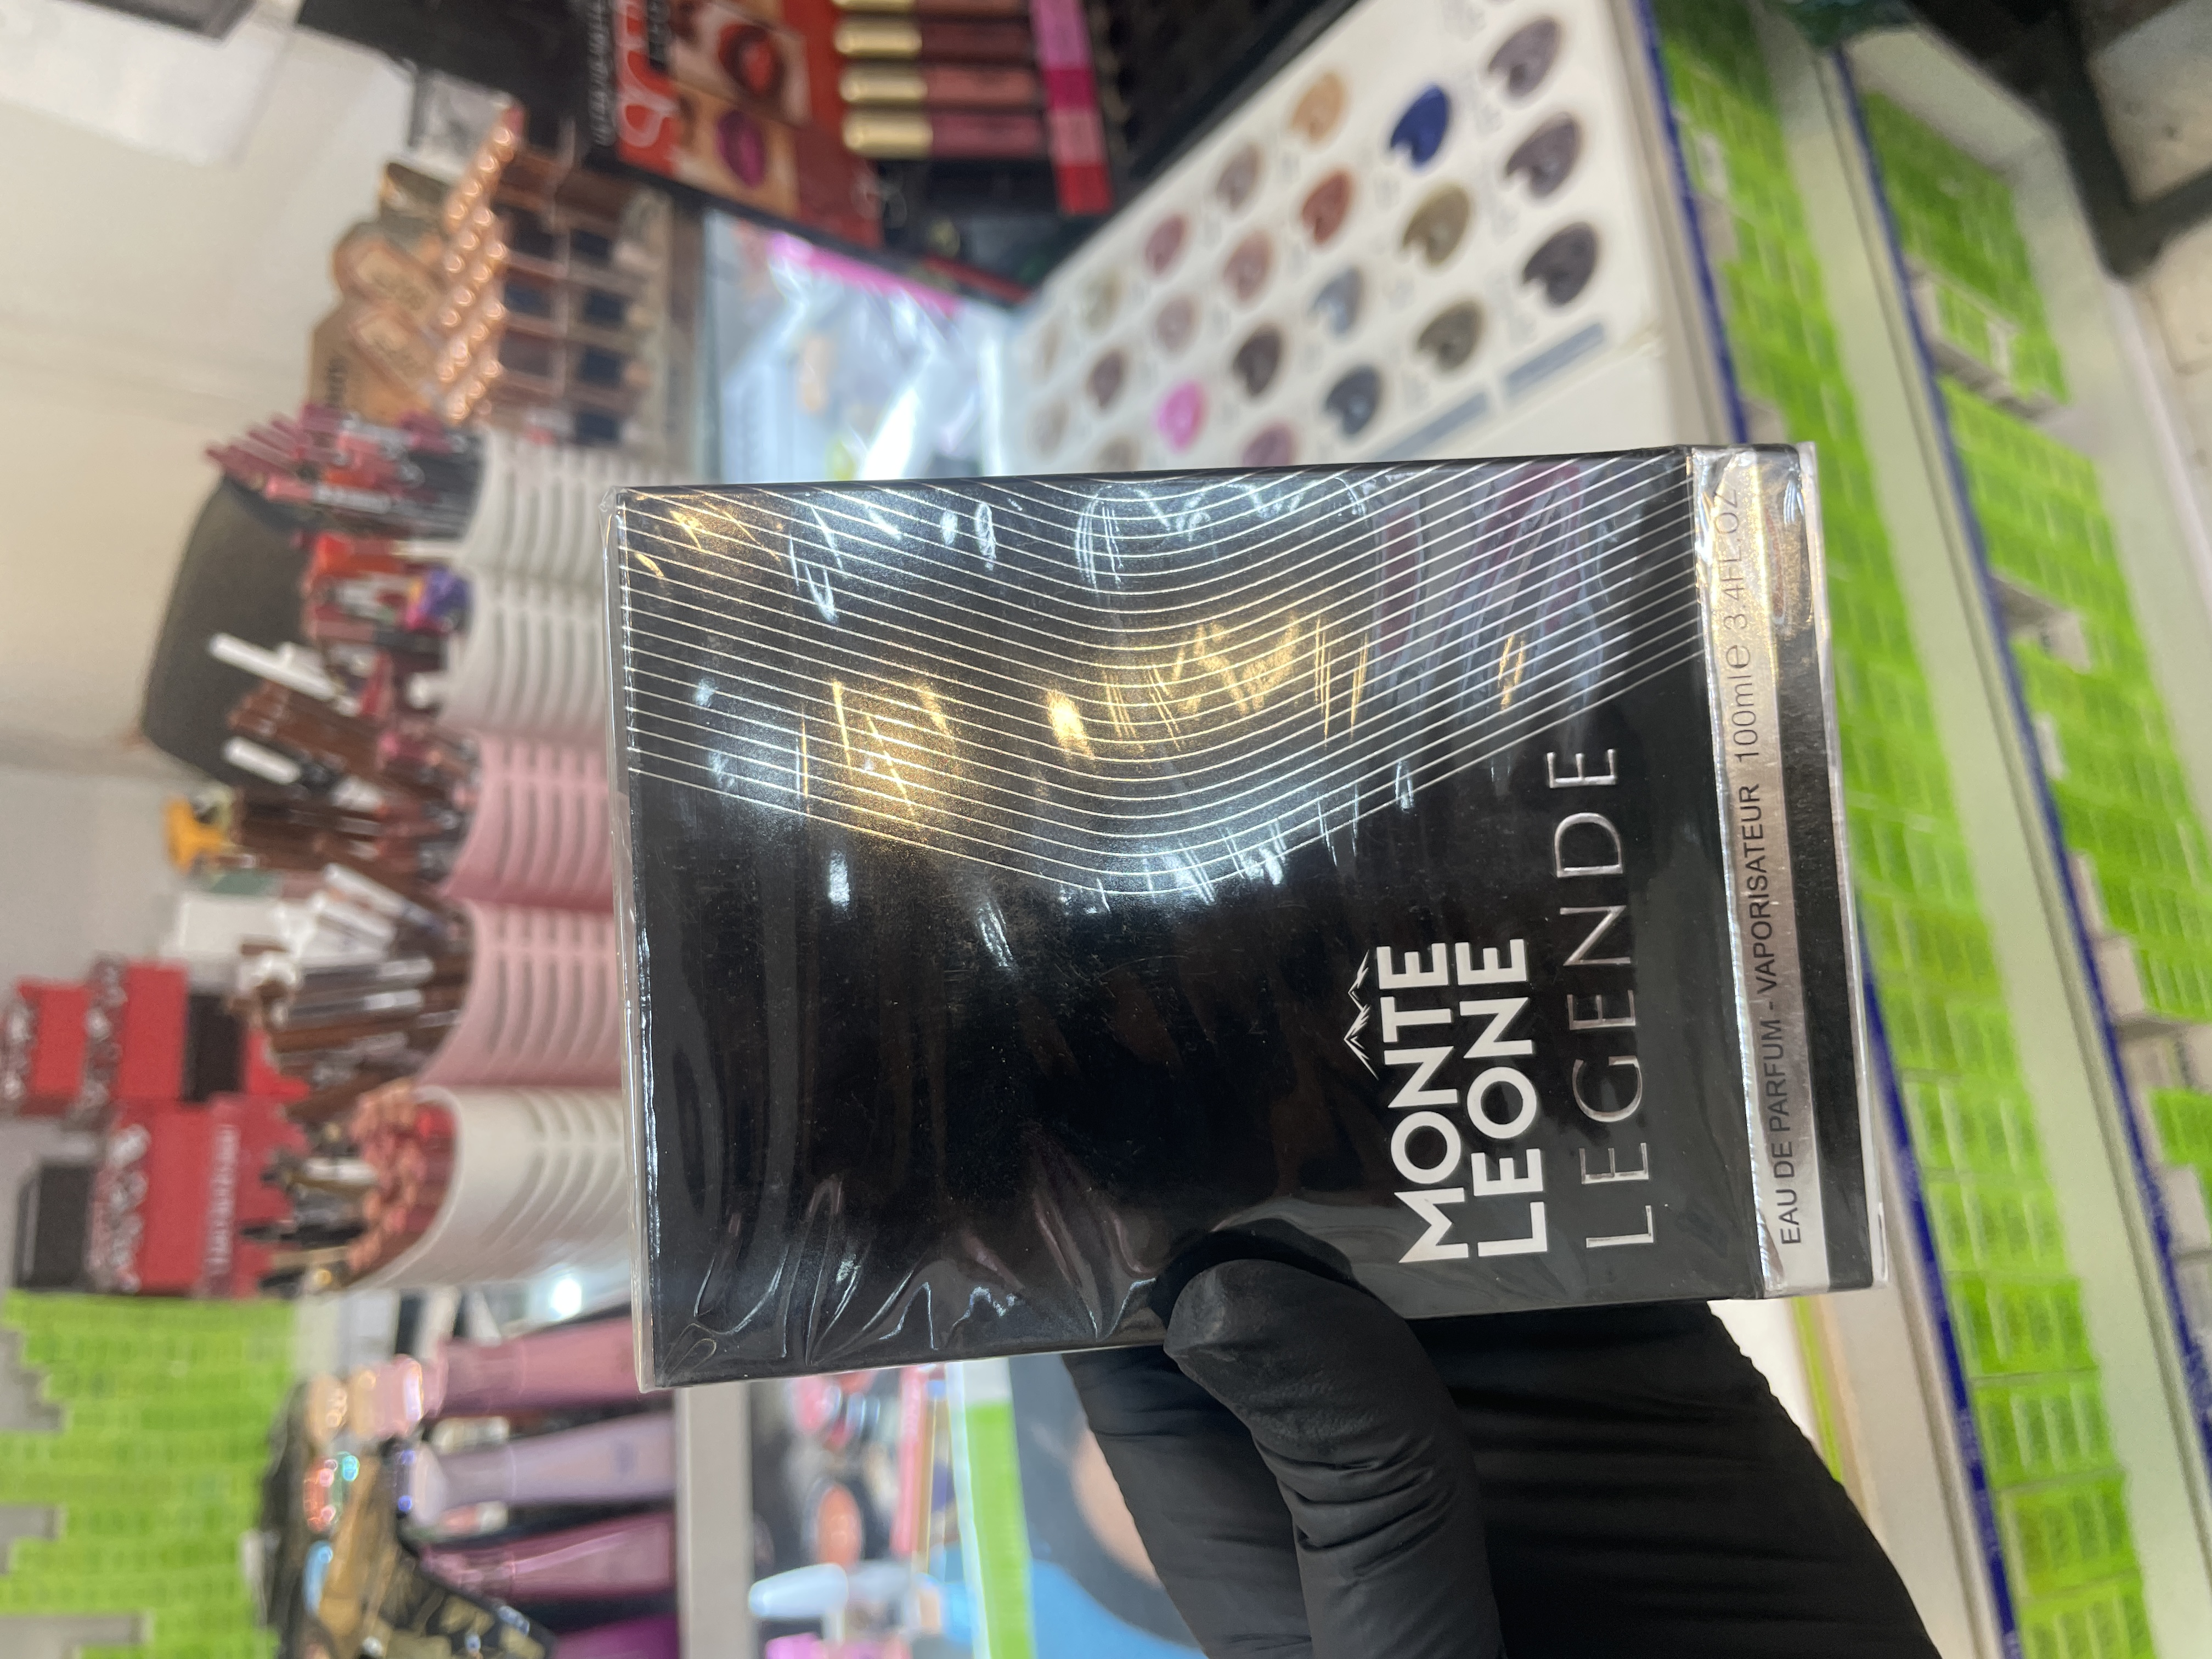 MONTE
LEONE
LEGENDE
EAU DE PARFUM - VAPORISATEUR 100ml℮ 3.4FL.OZ